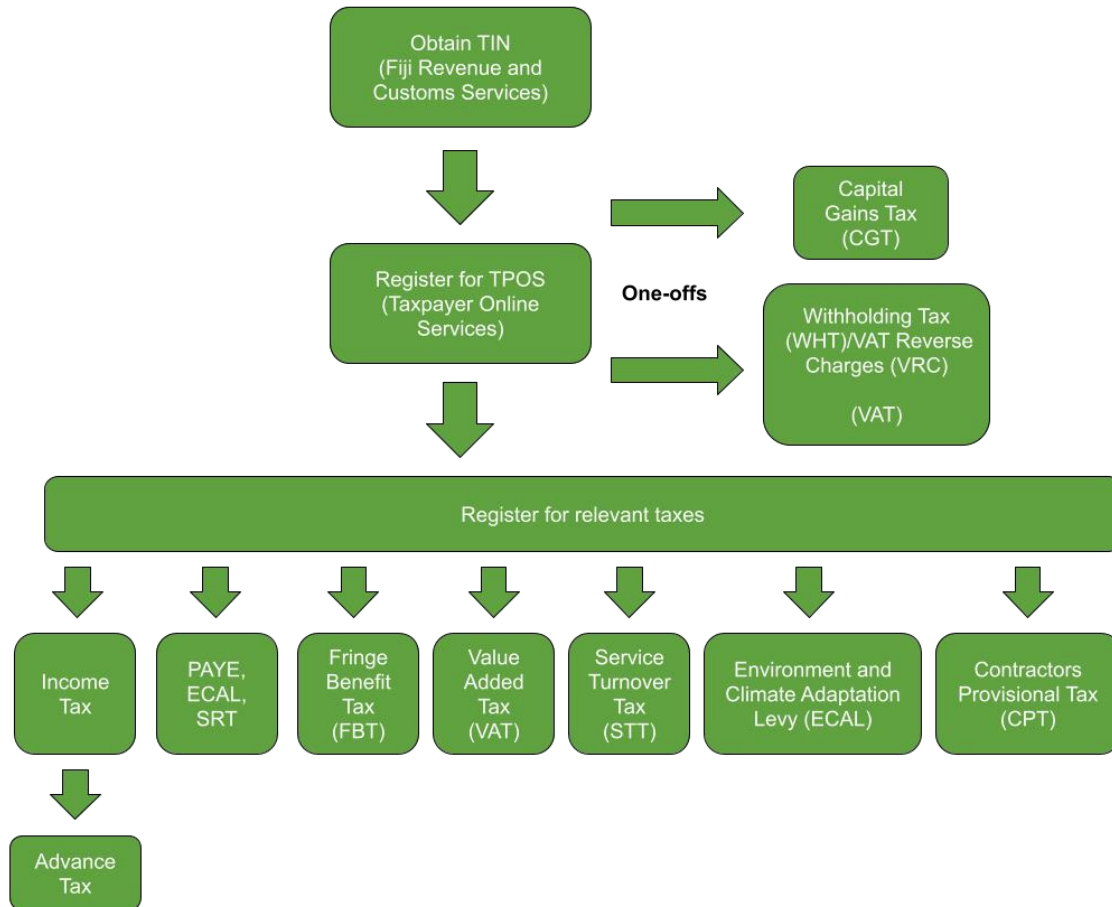 Obtain TIN
(Fiji Revenue and
Customs Services)
Capital
Gains Tax
(CGT)
Register for TPOS
(Taxpayer Online
Services)
One-offs
Withholding Tax
(WHT)/VAT Reverse
Charges (VRC)
(VAT)
Register for relevant taxes
Income
Tax
PAYE,
ECAL,
SRT
Fringe
Benefit
Tax
(FBT)
Value
Added
Tax
(VAT)
Service
Turnover
Tax
(STT)
Environment and
Climate Adaptation
Levy (ECAL)
Contractors
Provisional Tax
(CPT)
Advance
Tax